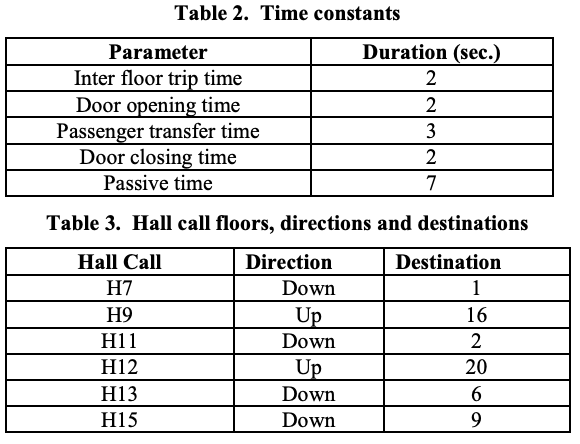 Table 2. Time constants
Parameter Duration (sec.)
Inter floor trip time 2
Door opening time 2
Passenger transfer time 3
Door closing time 2
Passive time 7
Table 3. Hall call floors, directions and destinations
Hall Call Direction Destination
H7 Down 1
H9 Up 16
H11 Down 2
H12 Up 20
H13 Down 6
H15 Down 9